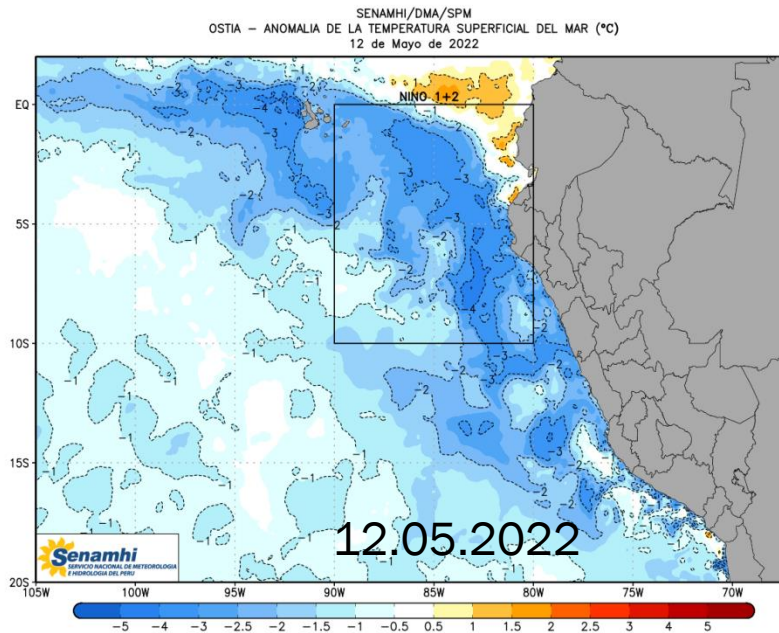 SENAMHI/DMA/SPM
OSTIA – ANOMALIA DE LA TEMPERATURA SUPERFICIAL DEL MAR (°C)
12 de Mayo de 2022
NINO 1+2
EQ
5S
10S
15S
20S
12.05.2022
Senamhi
SERVICIO NACIONAL DE METEOROLOGIA
E HIDROLOGIA DEL PERU
105W 100W 95W 90W 85W 80W 75W 70W
-5 -4 -3 -2.5 -2 -1.5 -1 -0.5 0.5 1 1.5 2 2.5 3 4 5